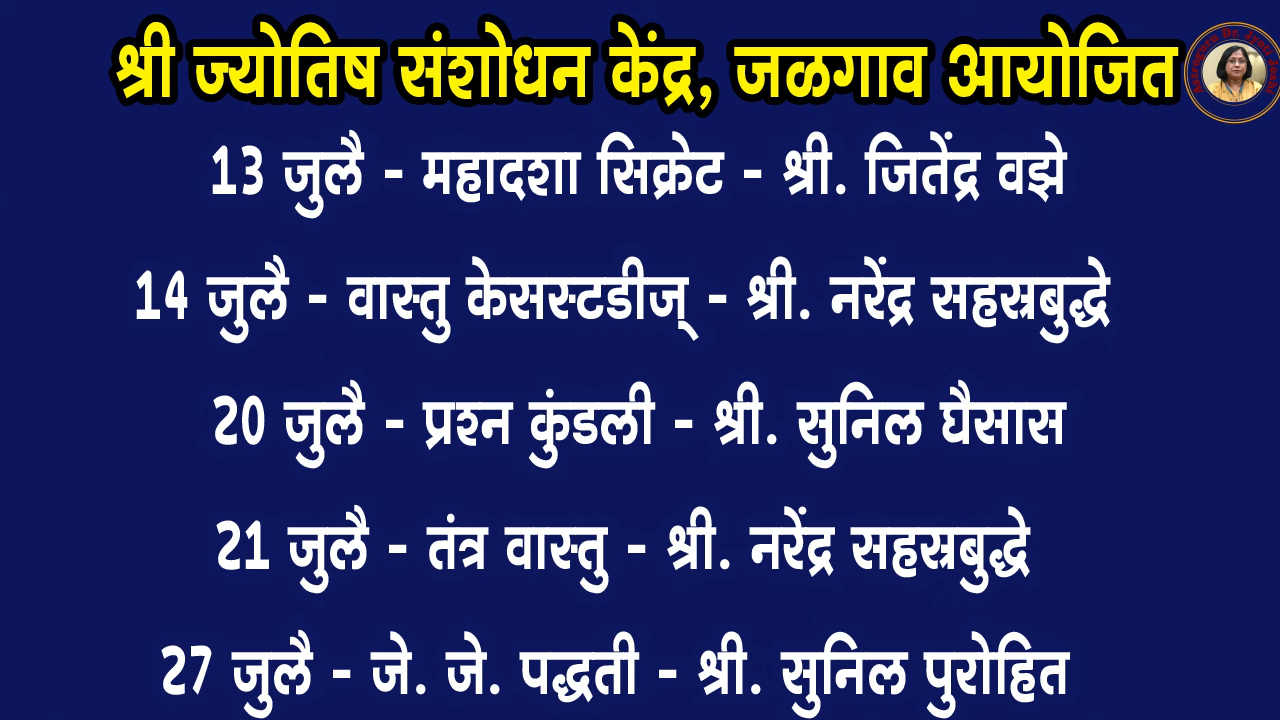 श्री ज्योतिष संशोधन केंद्र, जळगाव आयोजित
13 जुलै - महादशा सिक्रेट - श्री. जितेंद्र वझे
14 जुलै - वास्तु केसस्टडीज् - श्री. नरेंद्र सहस्रबुद्धे
20 जुलै - प्रश्न कुंडली - श्री. सुनिल घैसास
21 जुलै - तंत्र वास्तु - श्री. नरेंद्र सहस्रबुद्धे
27 जुलै - जे. जे. पद्धती - श्री. सुनिल पुरोहित